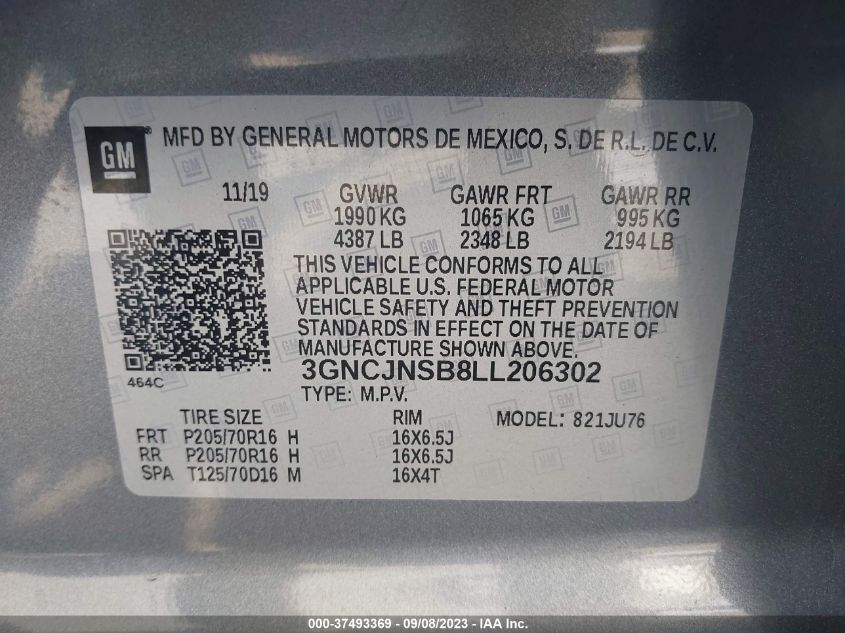 GM® MFD BY GENERAL MOTORS DE MEXICO, S. DE R.L. DE C.V.
11/19 GVWR GAWR FRT GAWR RR
1990 KG 1065 KG 995 KG
4387 LB 2348 LB 2194 LB
THIS VEHICLE CONFORMS TO ALL
APPLICABLE U.S. FEDERAL MOTOR
VEHICLE SAFETY AND THEFT PREVENTION
STANDARDS IN EFFECT ON THE DATE OF
MANUFACTURE SHOWN ABOVE.
464C 3GNCJNSB8LL206302
TYPE: M.P.V.
TIRE SIZE RIM MODEL: 821JU76
FRT P205/70R16 H 16X6.5J
RR P205/70R16 H 16X6.5J
SPA T125/70D16 M 16X4T
000-37493369 - 09/08/2023 - IAA Inc.